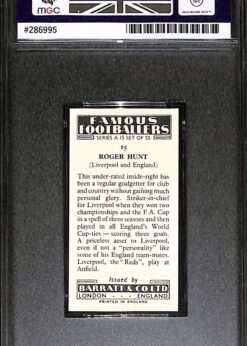 MGC
#286995
FAMOUS
FOOTBALLERS
SERIES A.15 SET OF 50
15
ROGER HUNT
(Liverpool and England)
This under-rated inside-right has
been a regular goalgetter for club
and country without gaining much
personal glory. Striker-in-chief
for Liverpool when they won two
championships and the F.A. Cup
in a spell of three seasons and then
played in all England's World
Cup-ties — scoring three goals.
A priceless asset to Liverpool,
even if not a "personality" like
some of his England team-mates.
Liverpool, the "Reds", play at
Anfield.
Issued by
BARRATT & CO LTD
LONDON - - - ENGLAND
PRINTED IN ENGLAND